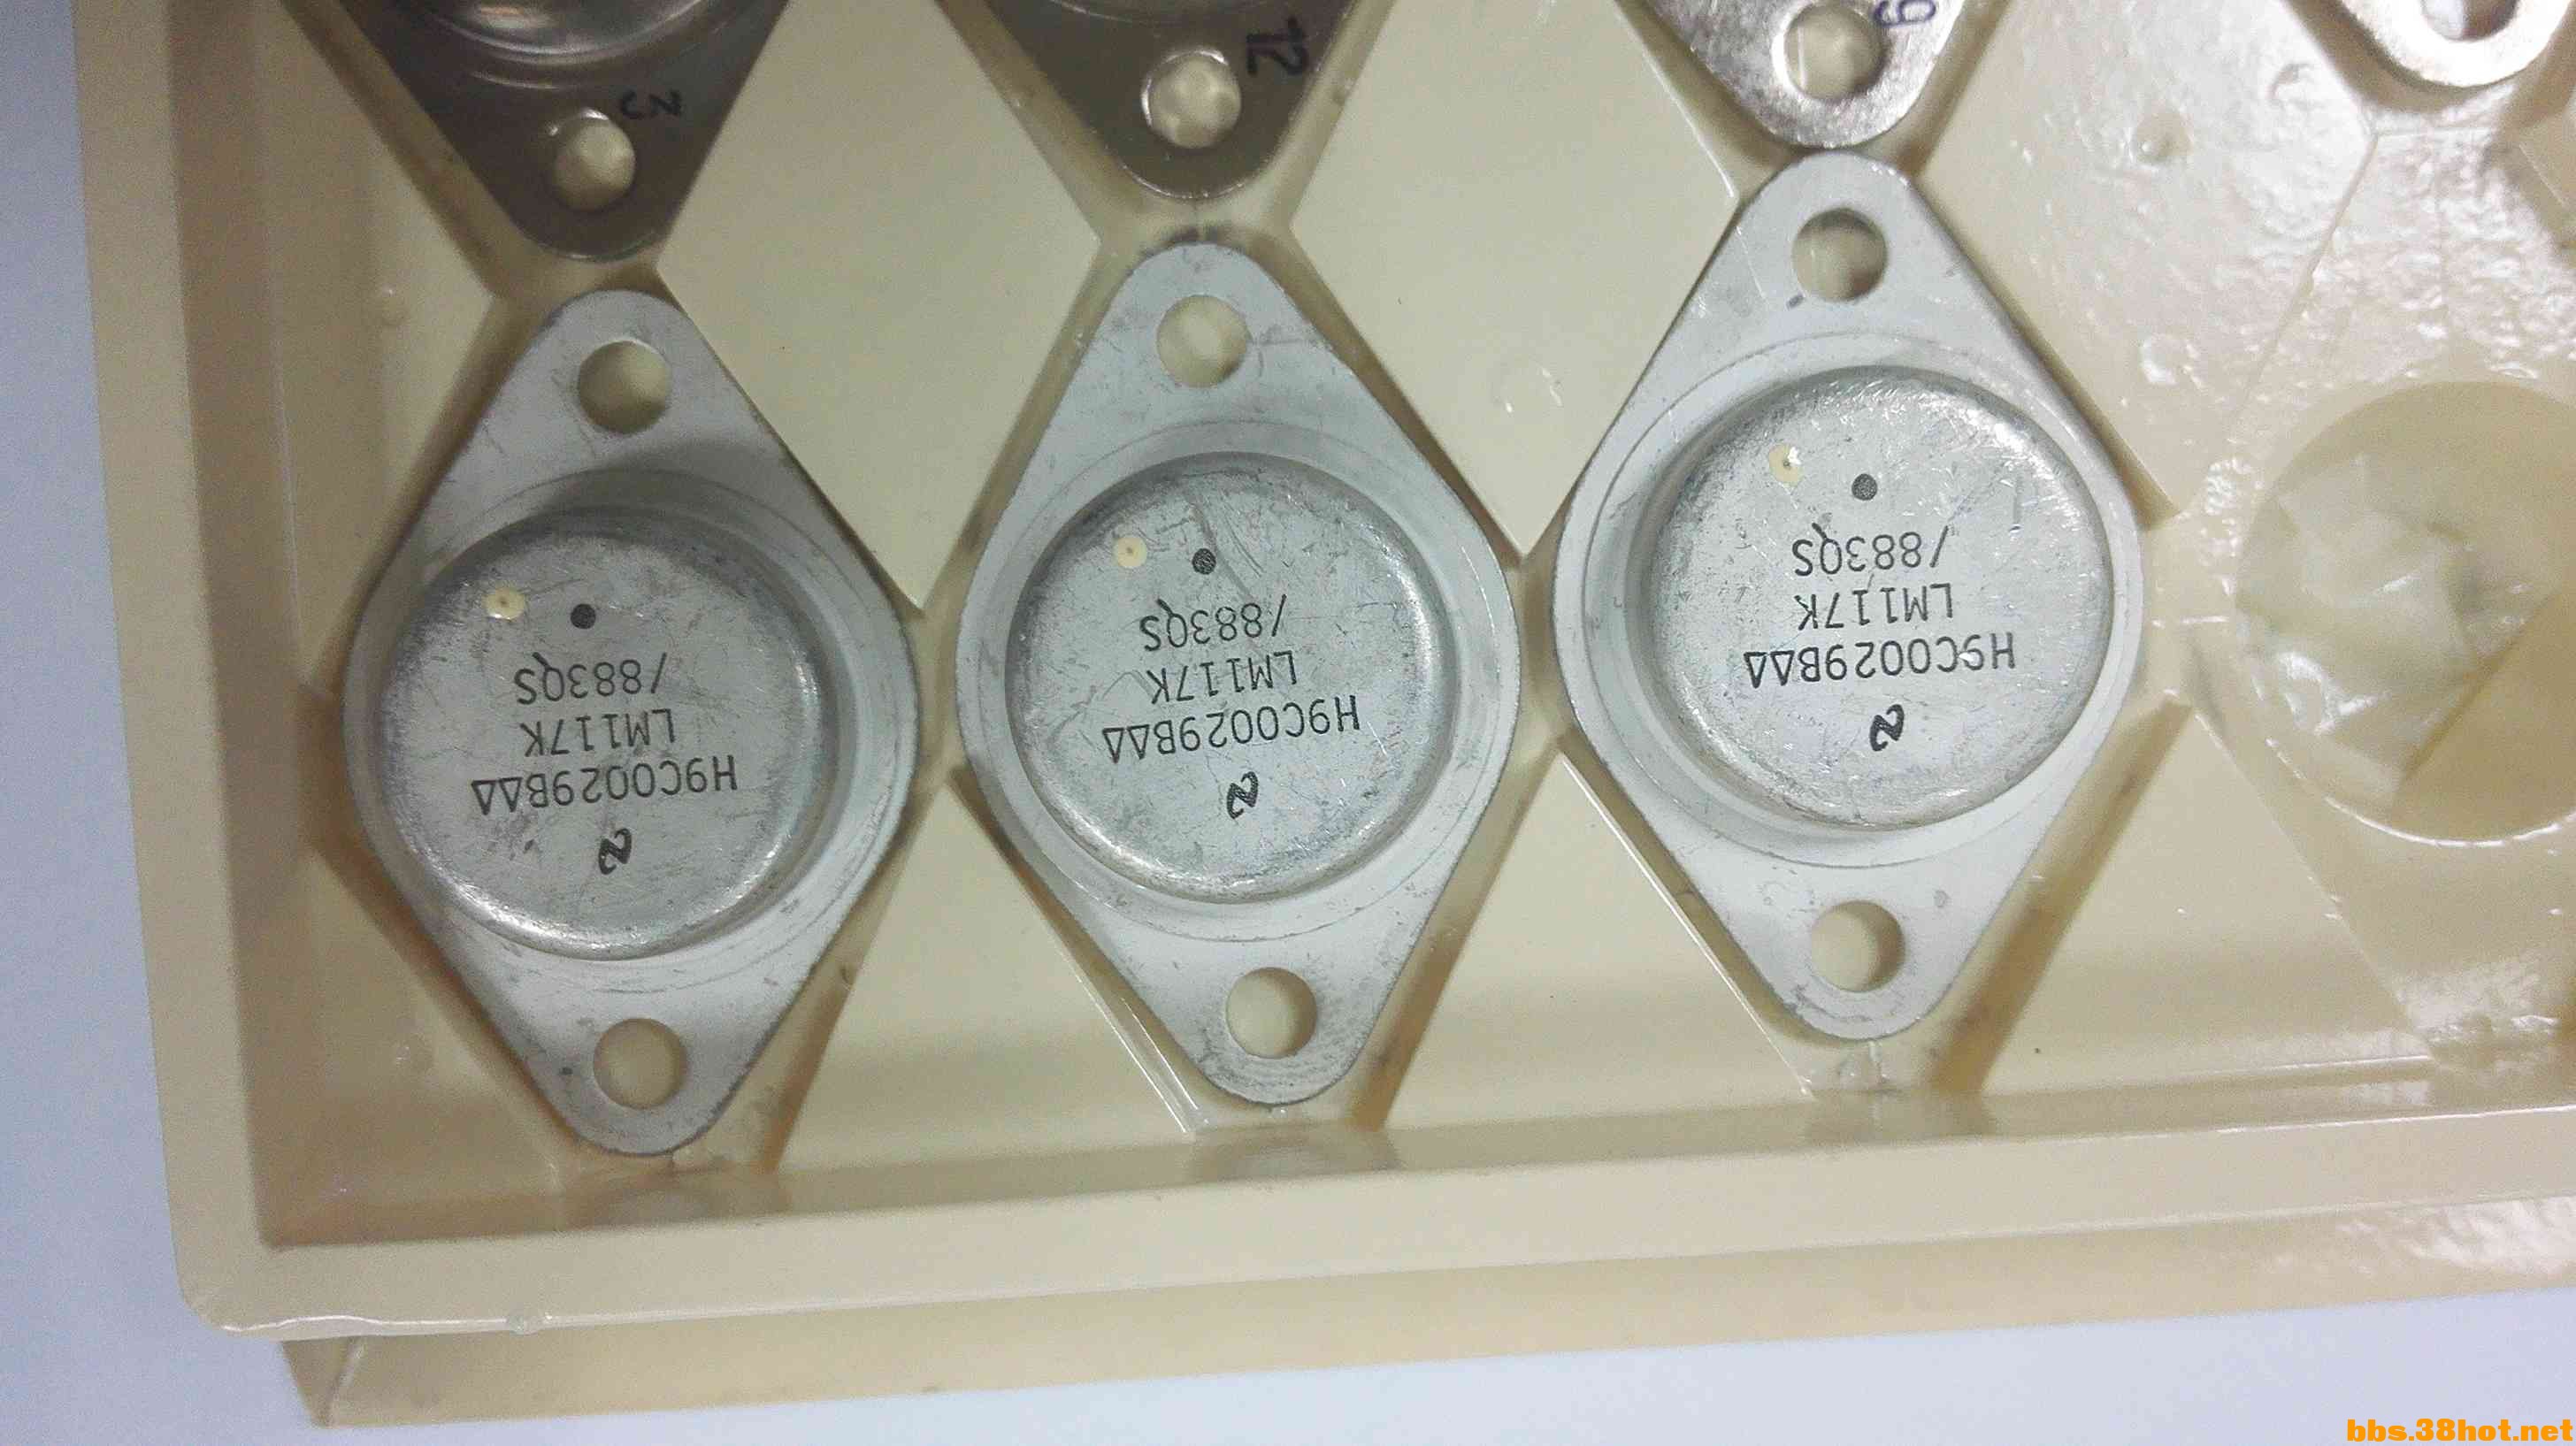 12
H9C0029BΔΔ
LM117K
/883QS
H9C0029BΔΔ
LM117K
/883QS
H9C0029BΔΔ
LM117K
/883QS
bbs.38hot.net